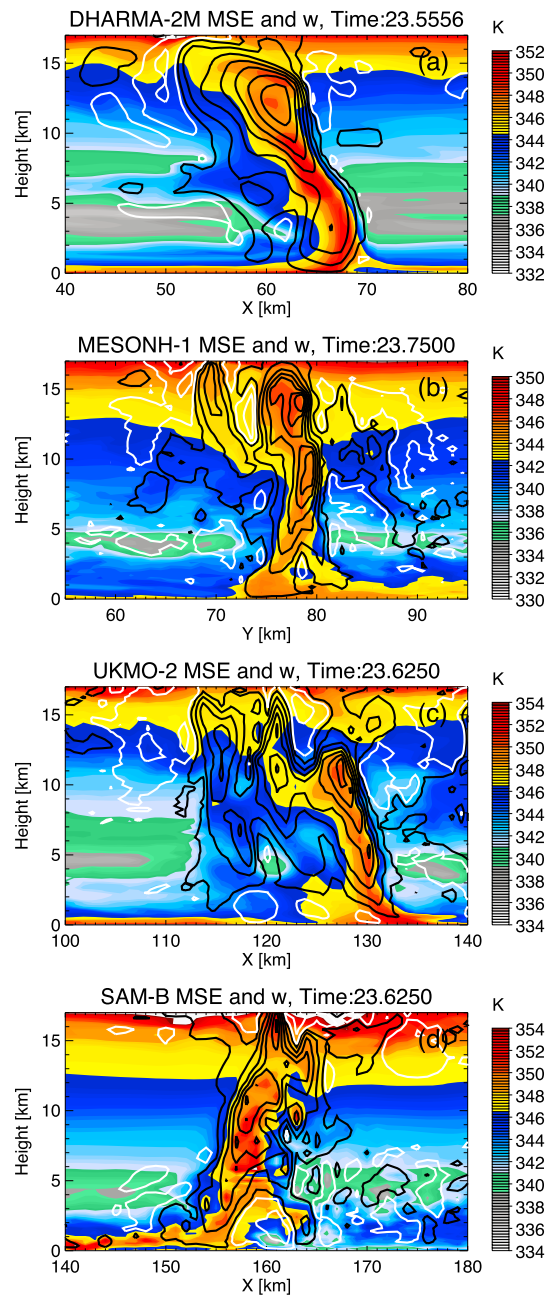 DHARMA-2M MSE and w, Time:23.5556
K
(a)
15
10
5
0
Height [km]
40 50 60 70 80
X [km]
352
350
348
346
344
342
340
338
336
334
332
MESONH-1 MSE and w, Time:23.7500
K
(b)
15
10
5
0
Height [km]
60 70 80 90
Y [km]
350
348
346
344
342
340
338
336
334
332
330
UKMO-2 MSE and w, Time:23.6250
K
(c)
15
10
5
0
Height [km]
100 110 120 130 140
X [km]
354
352
350
348
346
344
342
340
338
336
334
SAM-B MSE and w, Time:23.6250
K
(d)
15
10
5
0
Height [km]
140 150 160 170 180
X [km]
354
352
350
348
346
344
342
340
338
336
334